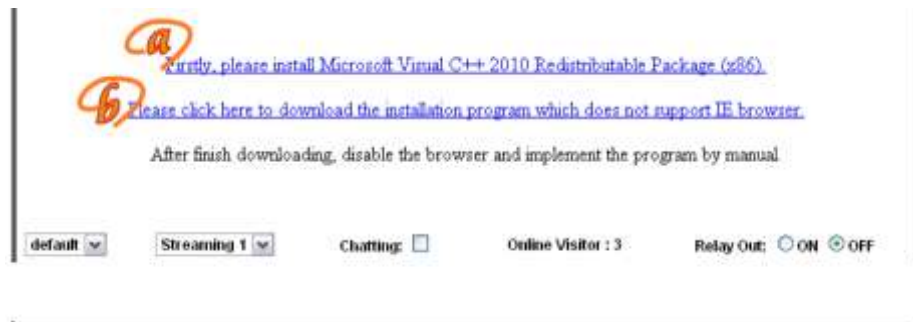 a
Firstly, please install Microsoft Visual C++ 2010 Redistributable Package (x86).
b
Please click here to download the installation program which does not support IE browser.
After finish downloading, disable the browser and implement the program by manual
default Streaming 1 Chatting: Online Visitor : 3 Relay Out: ON OFF